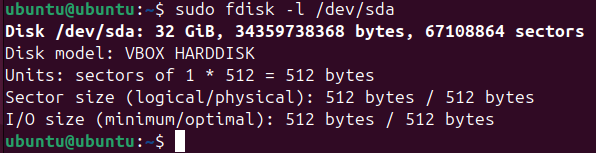 ubuntu@ubuntu:~$ sudo fdisk -l /dev/sda
Disk /dev/sda: 32 GiB, 34359738368 bytes, 67108864 sectors
Disk model: VBOX HARDDISK
Units: sectors of 1 * 512 = 512 bytes
Sector size (logical/physical): 512 bytes / 512 bytes
I/O size (minimum/optimal): 512 bytes / 512 bytes
ubuntu@ubuntu:~$